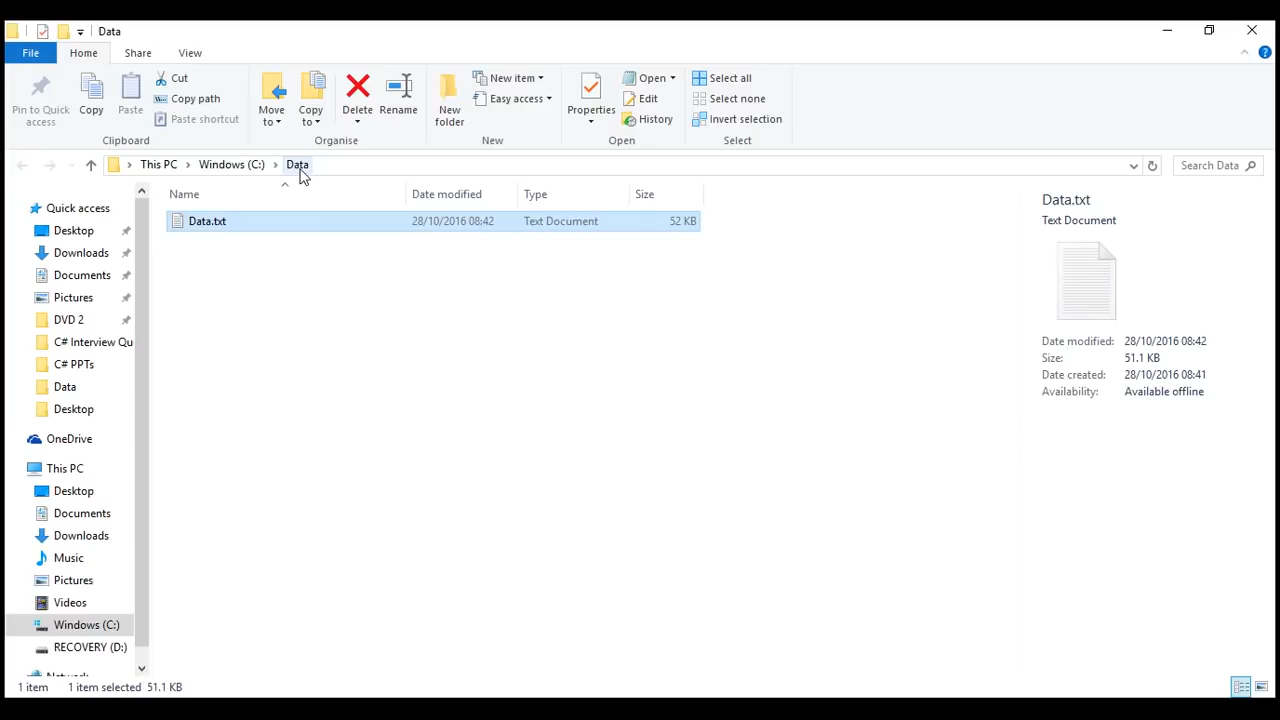 Data
File Home Share View
Pin to Quick access
Copy
Paste
Cut
Copy path
Paste shortcut
Clipboard
Move to
Copy to
Delete
Rename
Organise
New folder
New item
Easy access
New
Properties
Open
Edit
History
Open
Select all
Select none
Invert selection
Select
This PC Windows (C:) Data
Search Data
Name Date modified Type Size
Data.txt 28/10/2016 08:42 Text Document 52 KB
Quick access
Desktop
Downloads
Documents
Pictures
DVD 2
C# Interview Qu
C# PPTs
Data
Desktop
OneDrive
This PC
Desktop
Documents
Downloads
Music
Pictures
Videos
Windows (C:)
RECOVERY (D:)
Network
Data.txt
Text Document
Date modified: 28/10/2016 08:42
Size: 51.1 KB
Date created: 28/10/2016 08:41
Availability: Available offline
1 item 1 item selected 51.1 KB